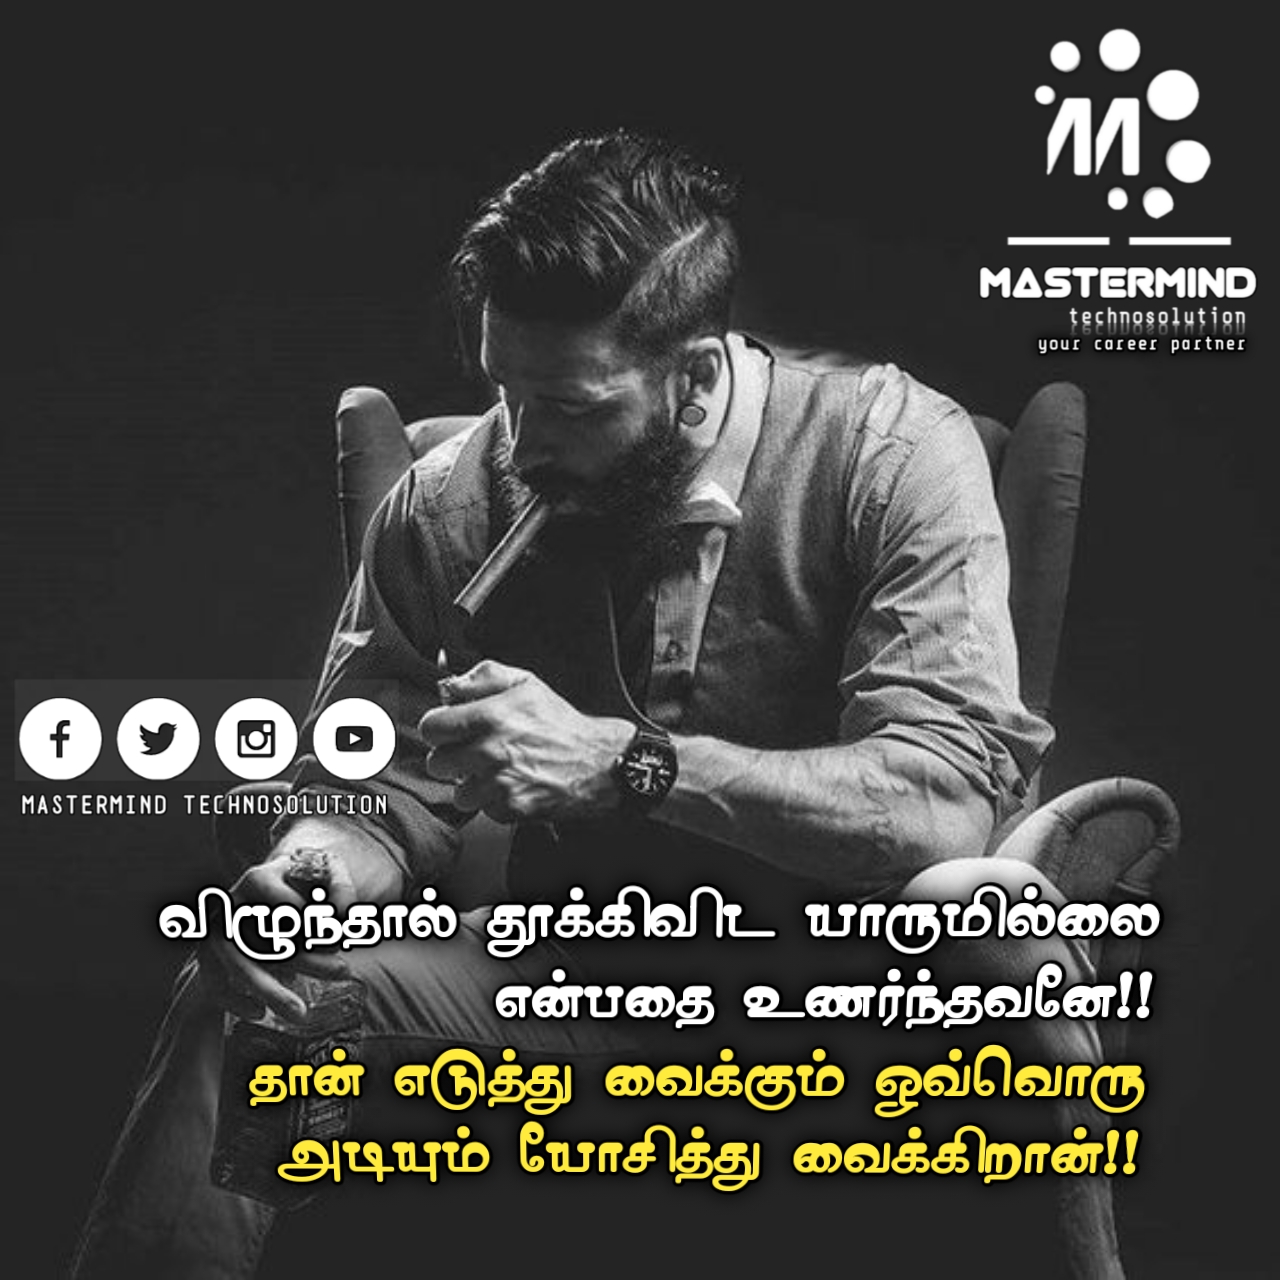 M
MASTERMIND
technosolution
your career partner
MASTERMIND TECHNOSOLUTION
விழுந்தால் தூக்கிவிட யாருமில்லை
என்பதை உணர்ந்தவனே!!
தான் எடுத்து வைக்கும் ஒவ்வொரு
அடியும் யோசித்து வைக்கிறான்!!